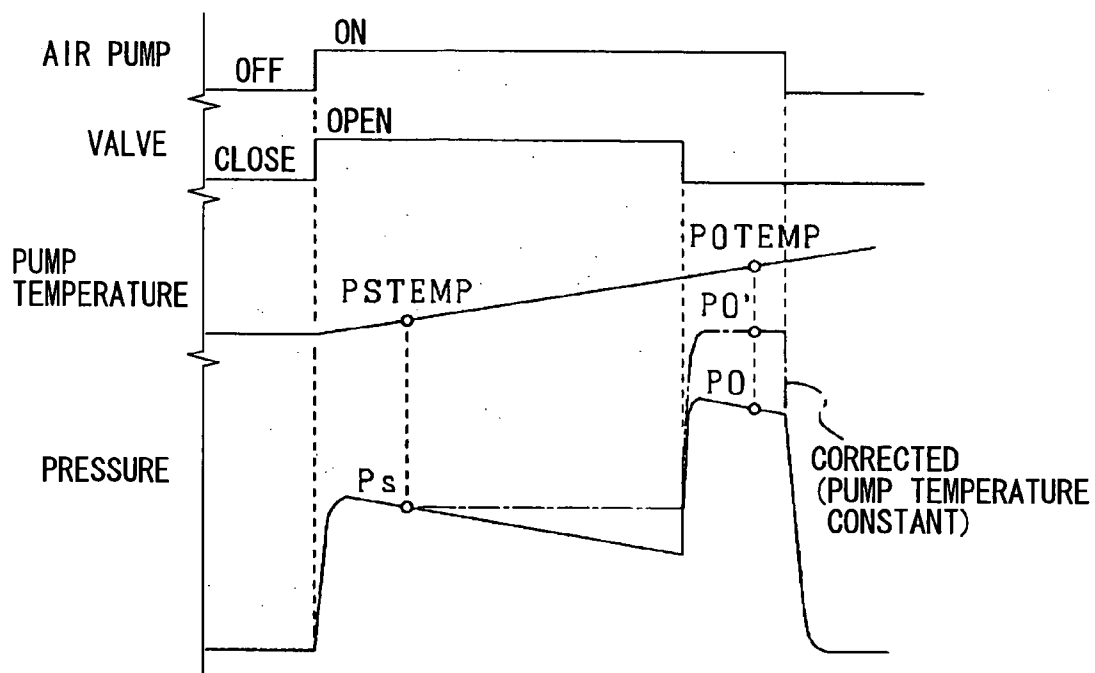 AIR PUMP
OFF
ON
VALVE
CLOSE
OPEN
PUMP
TEMPERATURE
PSTEMP
POTEMP
PO'
PO
PRESSURE
Ps
CORRECTED
(PUMP TEMPERATURE
CONSTANT)